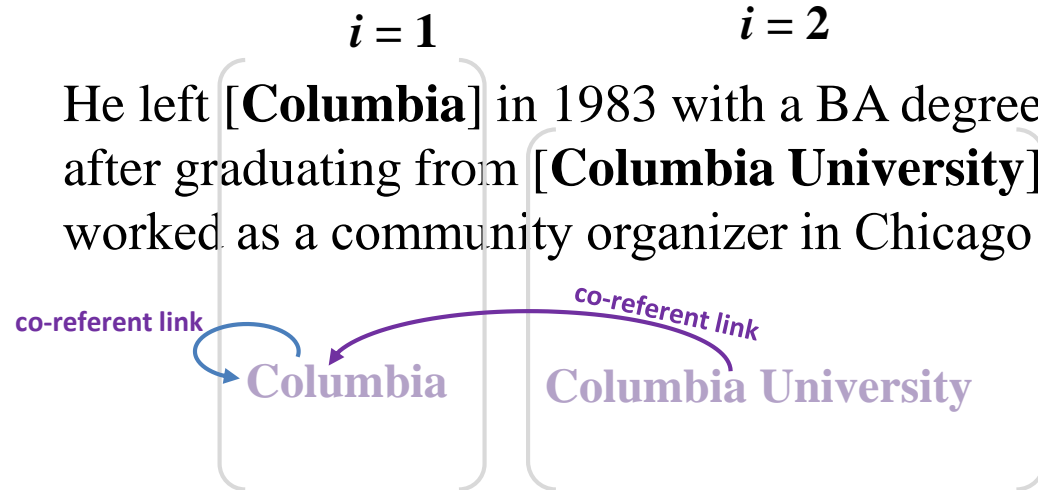 i = 1
i = 2
He left [Columbia] in 1983 with a BA degree
after graduating from [Columbia University]
worked as a community organizer in Chicago
co-referent link
co-referent link
Columbia
Columbia University